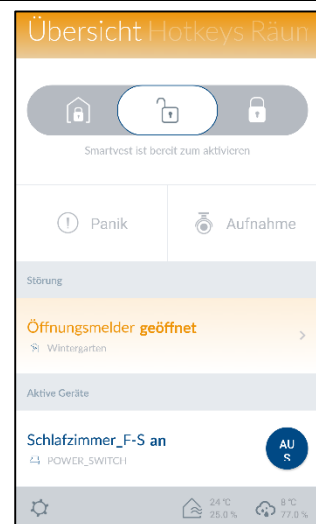 Übersicht Hotkeys Räun
Smartvest ist bereit zum aktivieren
Panik
Aufnahme
Störung
Öffnungsmelder geöffnet
Wintergarten
Aktive Geräte
Schlafzimmer_F-S an
POWER_SWITCH
AU
S
24 °C
25.0 %
8 °C
77.0 %